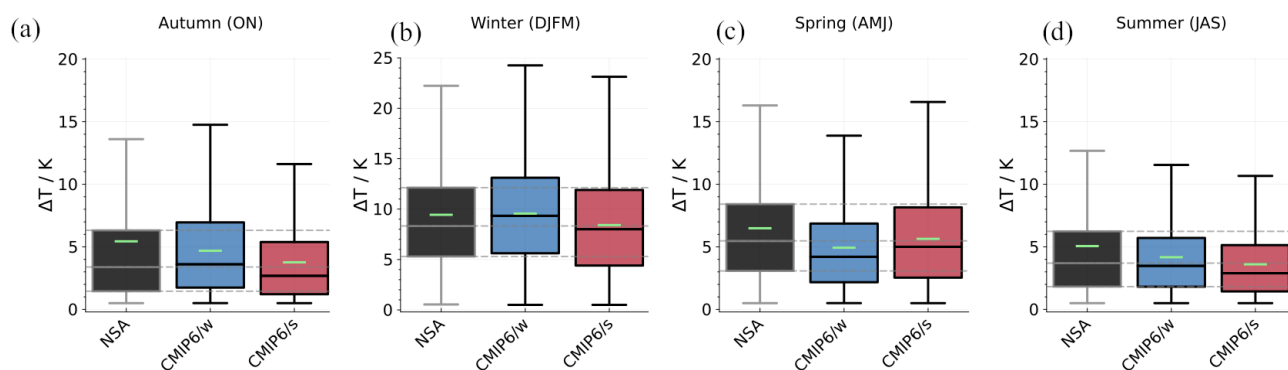 (a) Autumn (ON)
ΔT / K
20
15
10
5
0
NSA
CMIP6/w
CMIP6/s
(b) Winter (DJFM)
ΔT / K
25
20
15
10
5
0
NSA
CMIP6/w
CMIP6/s
(c) Spring (AMJ)
ΔT / K
20
15
10
5
0
NSA
CMIP6/w
CMIP6/s
(d) Summer (JAS)
ΔT / K
20
15
10
5
0
NSA
CMIP6/w
CMIP6/s